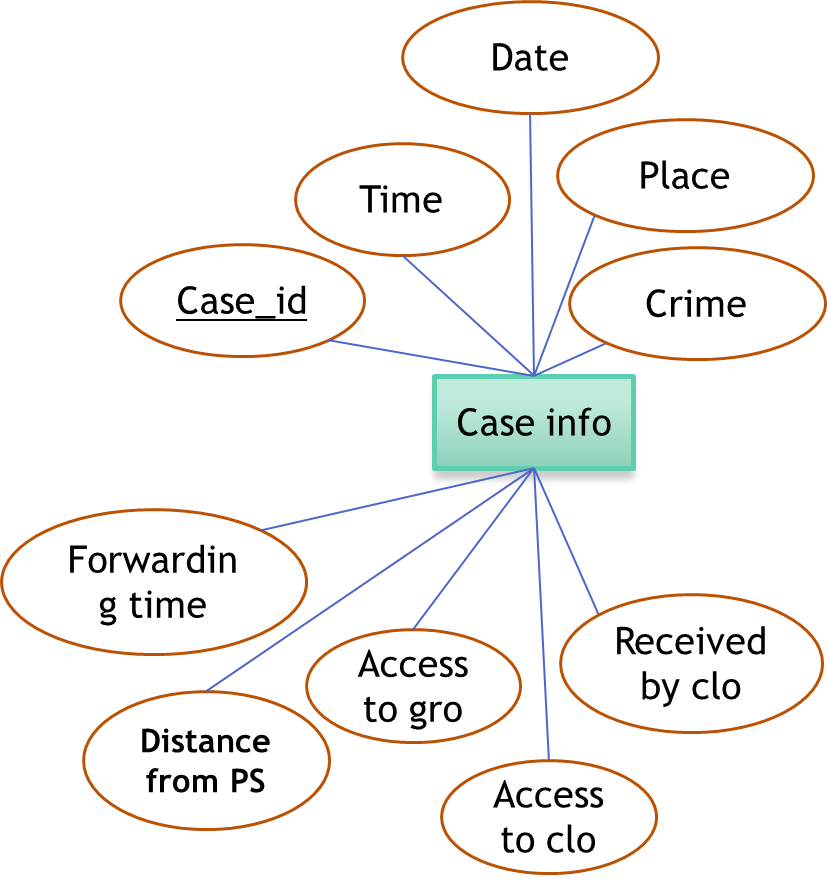 Date
Place
Time
Case_id
Crime
Case info
Forwardin
g time
Received
by clo
Access
to gro
Distance
from PS
Access
to clo